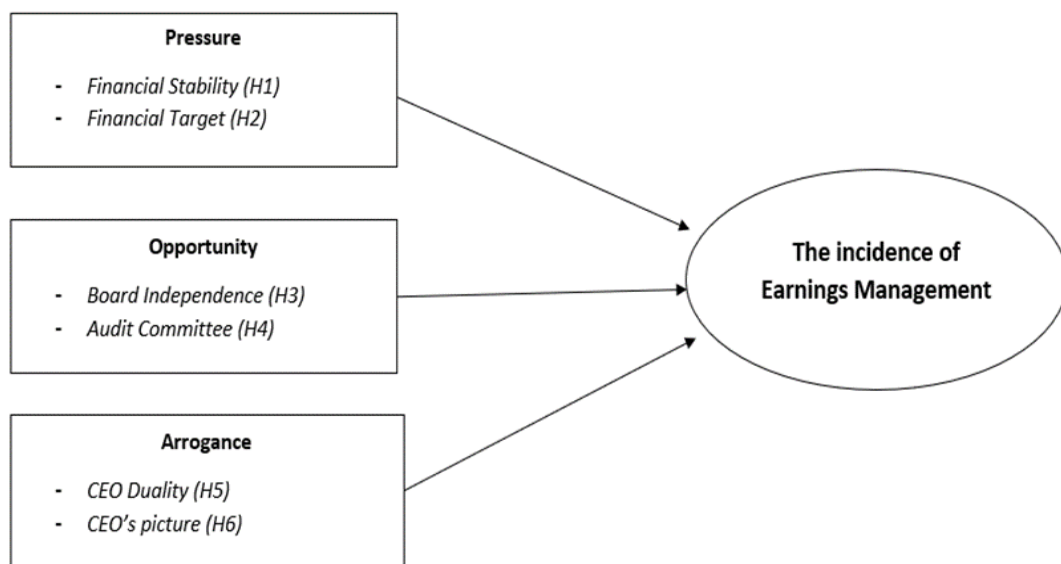 Pressure
- Financial Stability (H1)
- Financial Target (H2)
Opportunity
- Board Independence (H3)
- Audit Committee (H4)
Arrogance
- CEO Duality (H5)
- CEO's picture (H6)
The incidence of
Earnings Management